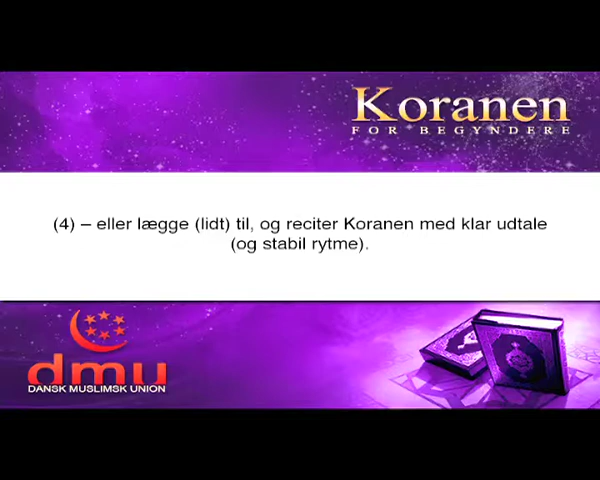 Koranen
FOR BEGYNDERE
(4) – eller lægge (lidt) til, og reciter Koranen med klar udtale
(og stabil rytme).
dmu
DANSK MUSLIMSK UNION